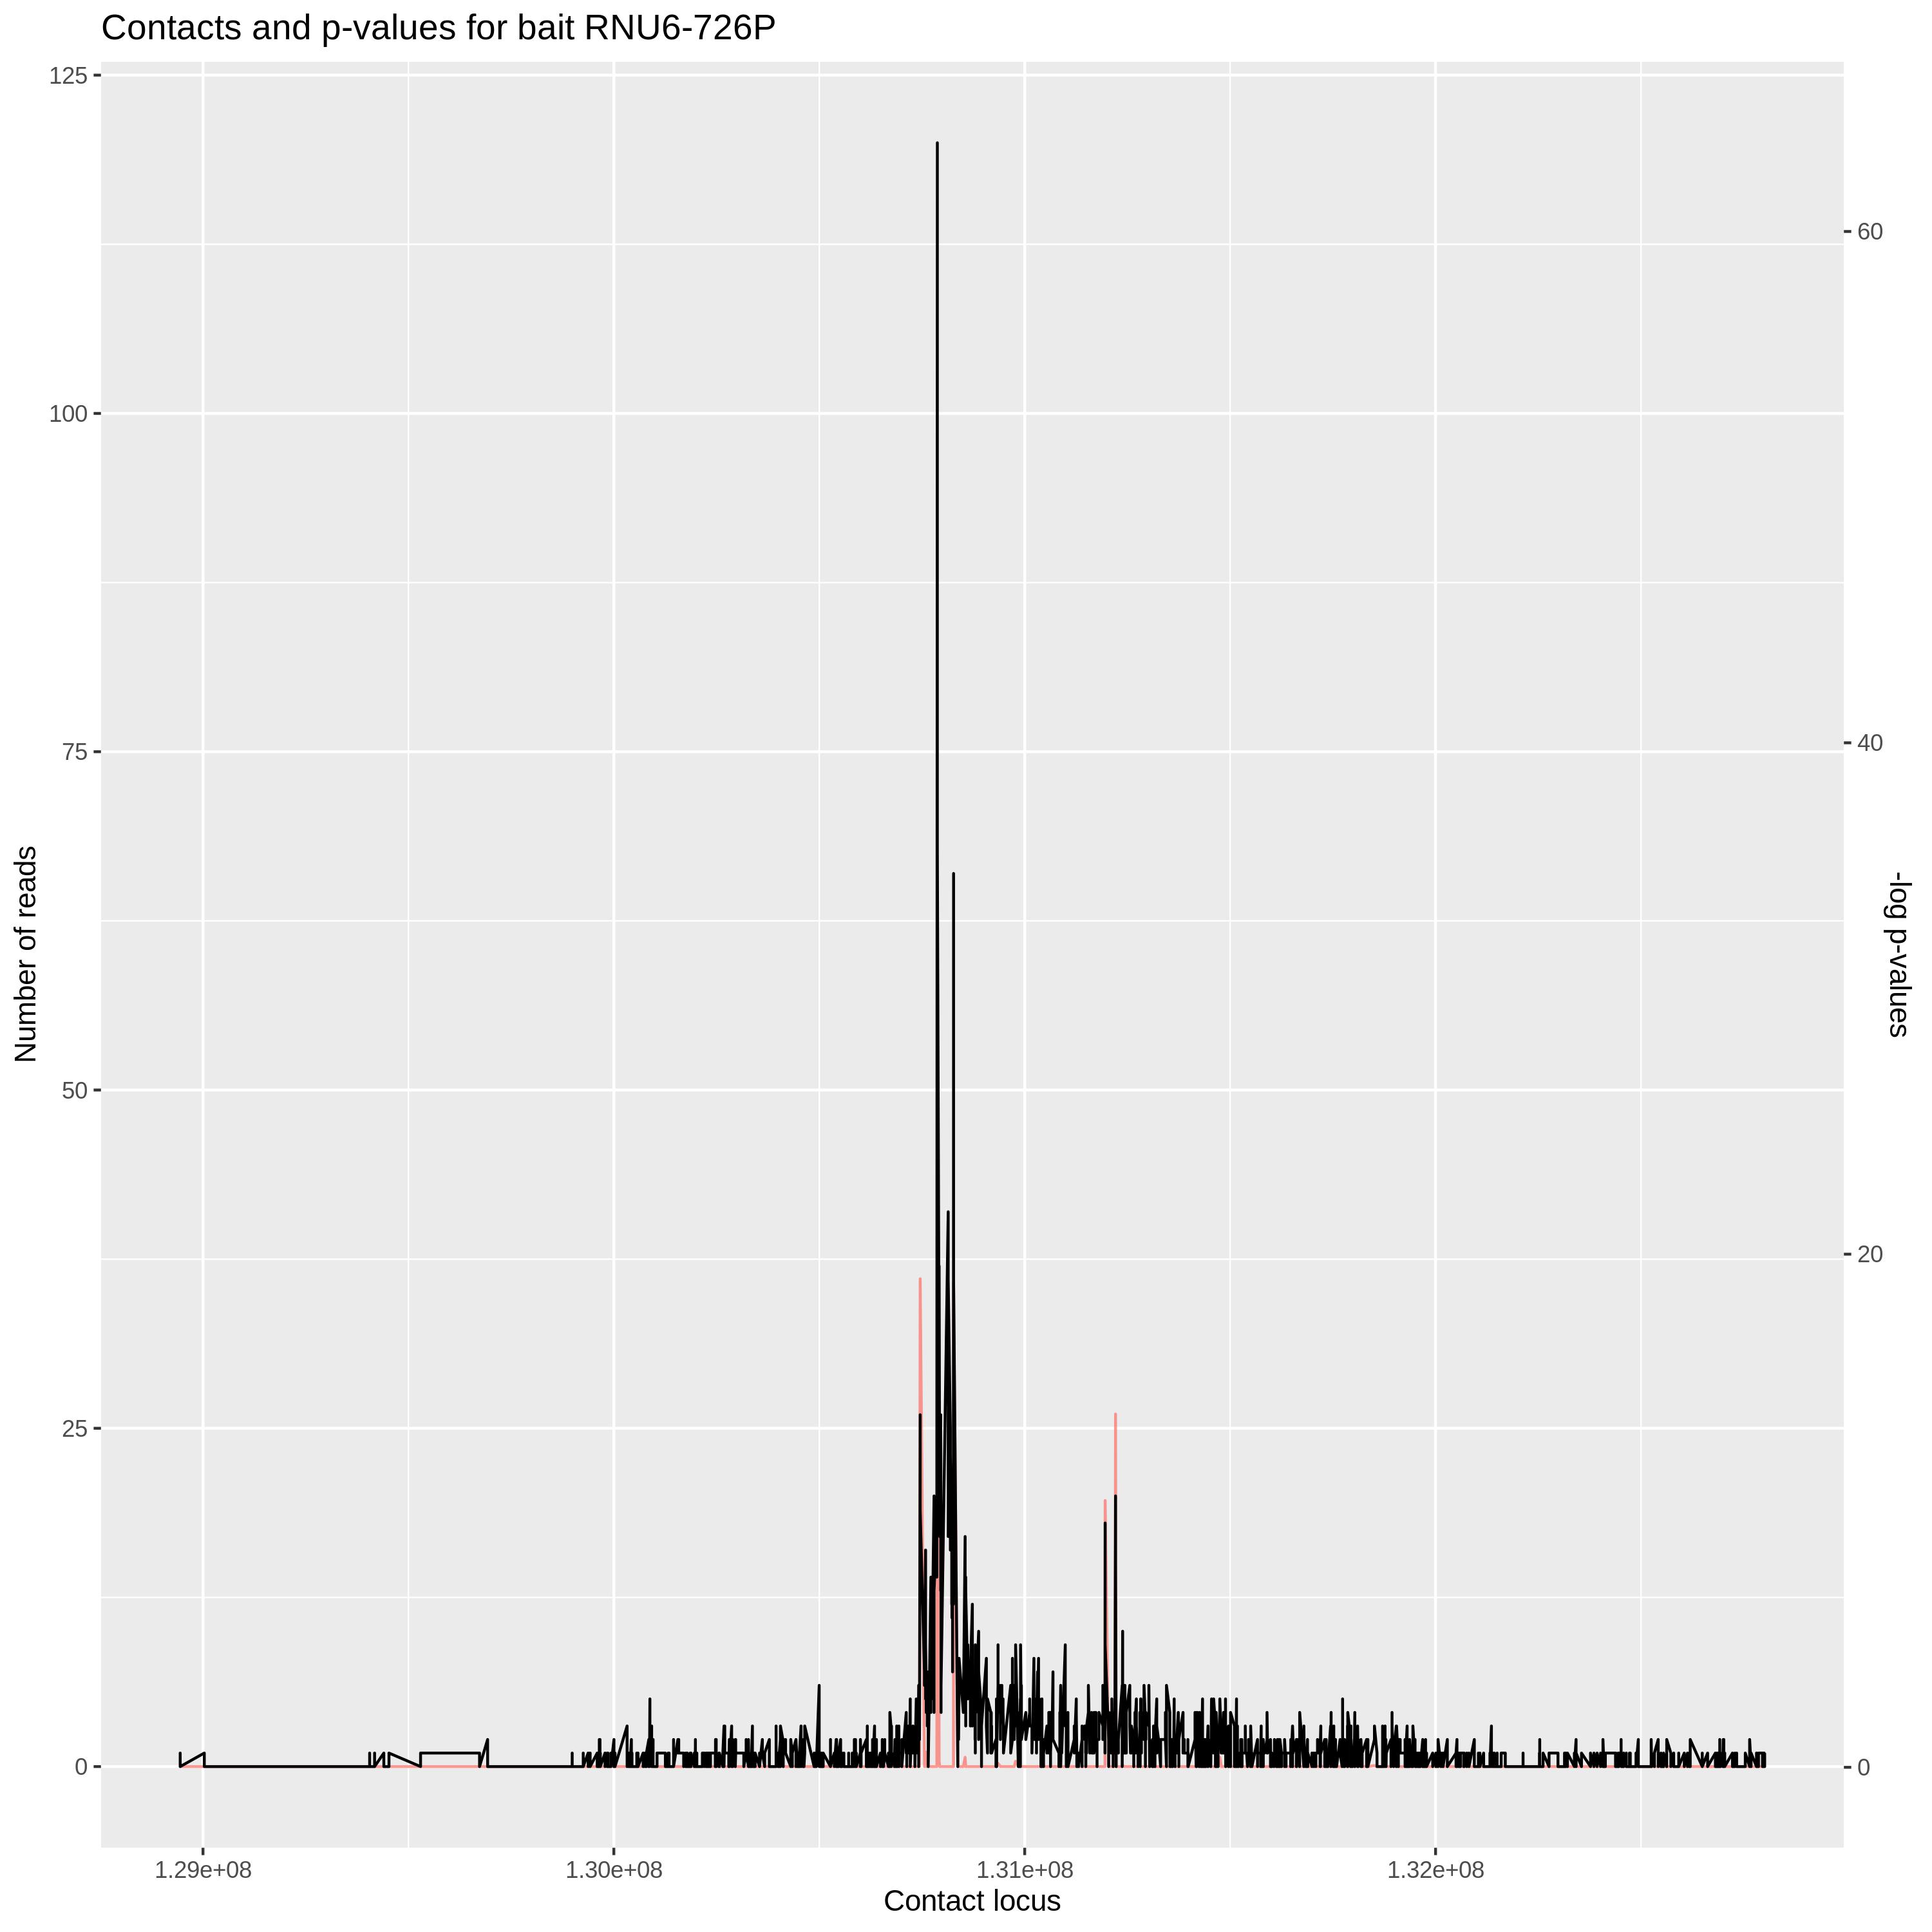 Contacts and p-values for bait RNU6-726P
125
100
75
50
25
0
Number of reads
60
40
20
0
-log p-values
1.29e+08
1.30e+08
1.31e+08
1.32e+08
Contact locus